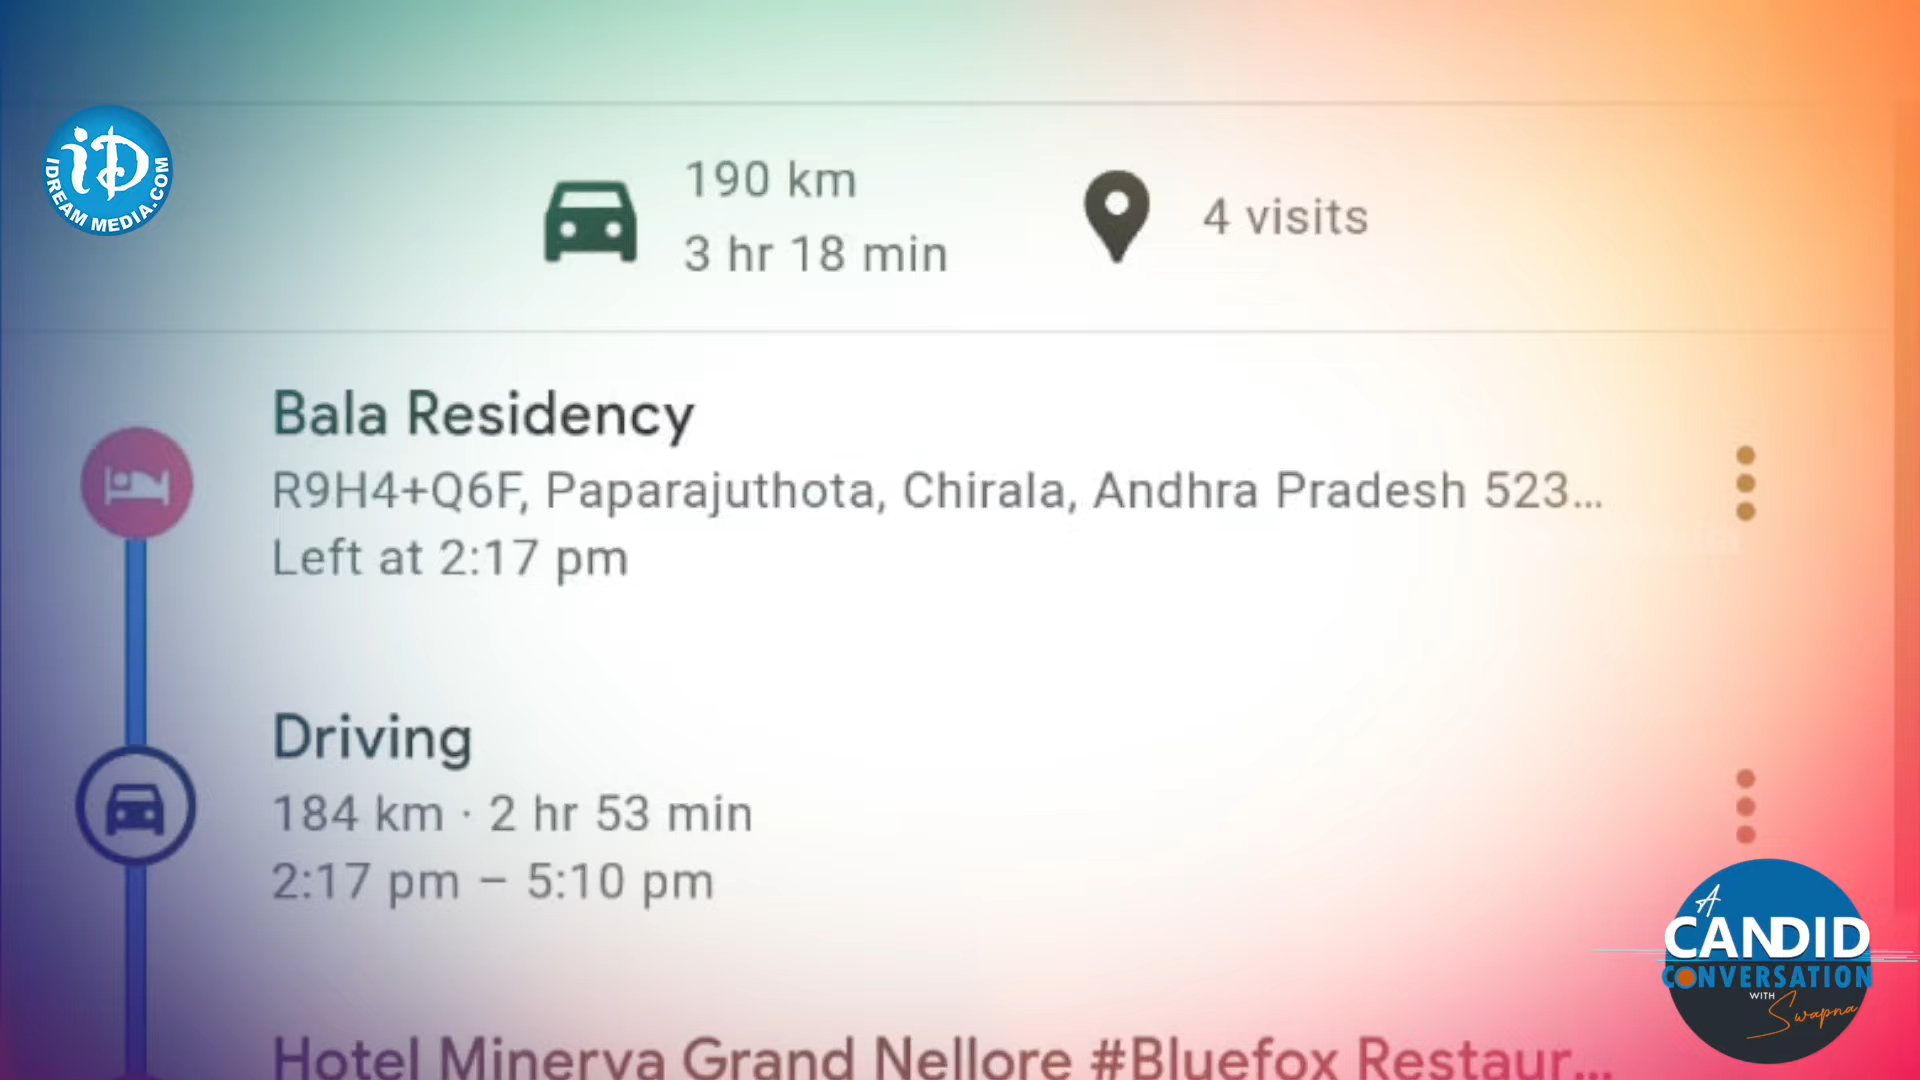 iD
IDREAM MEDIA.COM
190 km
3 hr 18 min
4 visits
Bala Residency
R9H4+Q6F, Paparajuthota, Chirala, Andhra Pradesh 523...
Left at 2:17 pm
Driving
184 km · 2 hr 53 min
2:17 pm – 5:10 pm
Hotel Minerva Grand Nellore #Bluefox Restaur...
A
CANDID
CONVERSATION
WITH
Swapna